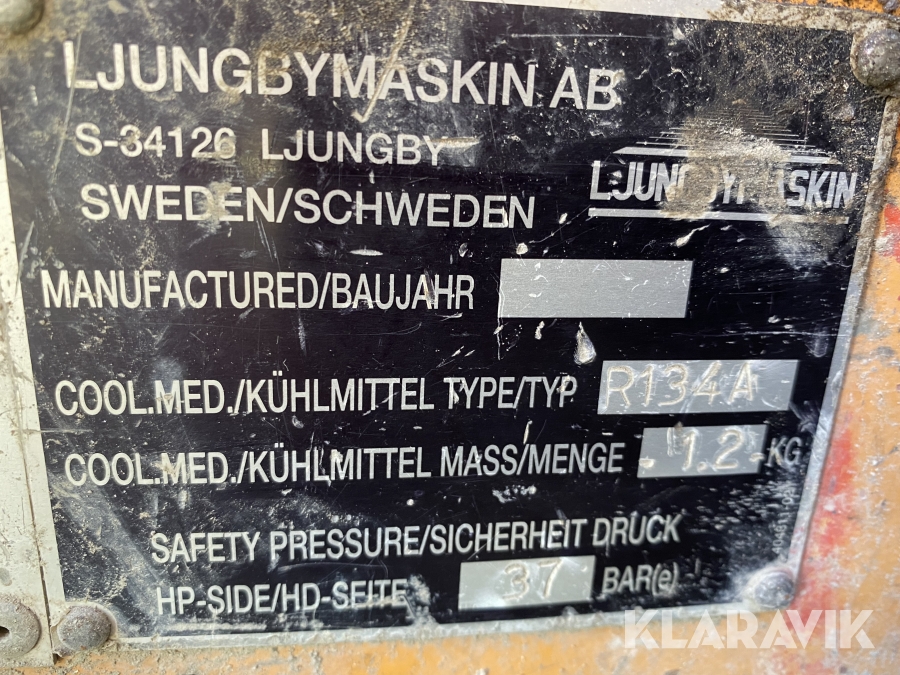 LJUNGBYMASKIN AB
S-34126 LJUNGBY
SWEDEN/SCHWEDEN
LJUNGBYMASKIN
MANUFACTURED/BAUJAHR
COOL.MED./KÜHLMITTEL TYPE/TYP R134A
COOL.MED./KÜHLMITTEL MASS/MENGE 1.2 KG
SAFETY PRESSURE/SICHERHEIT DRUCK
HP-SIDE/HD-SEITE 37 BAR(e)
KLARAVIK